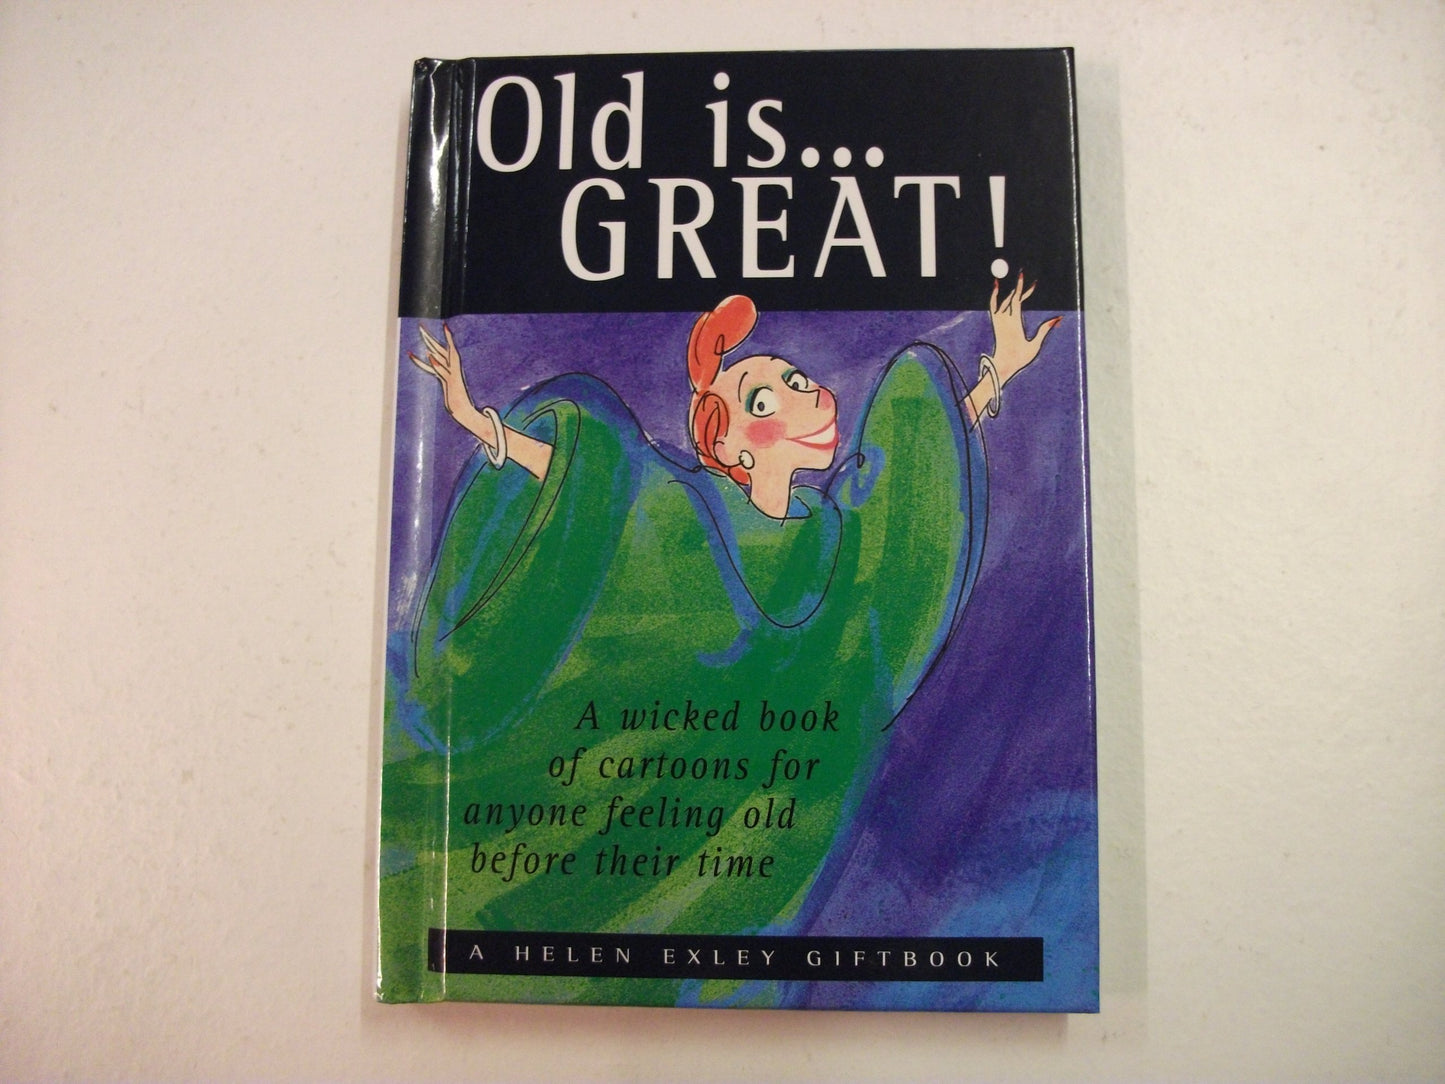 Old is...
GREAT!
A wicked book
of cartoons for
anyone feeling old
before their time
A HELEN EXLEY GIFTBOOK